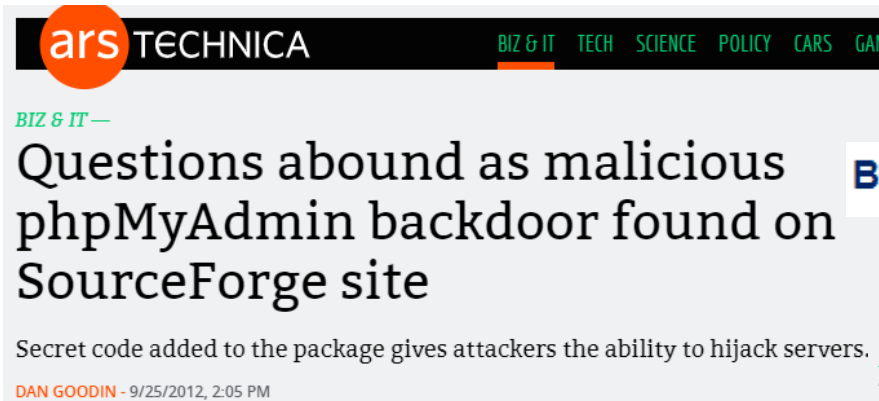 ars TECHNICA
BIZ & IT TECH SCIENCE POLICY CARS
BIZ & IT —
Questions abound as malicious
phpMyAdmin backdoor found on
SourceForge site
Secret code added to the package gives attackers the ability to hijack servers.
DAN GOODIN - 9/25/2012, 2:05 PM